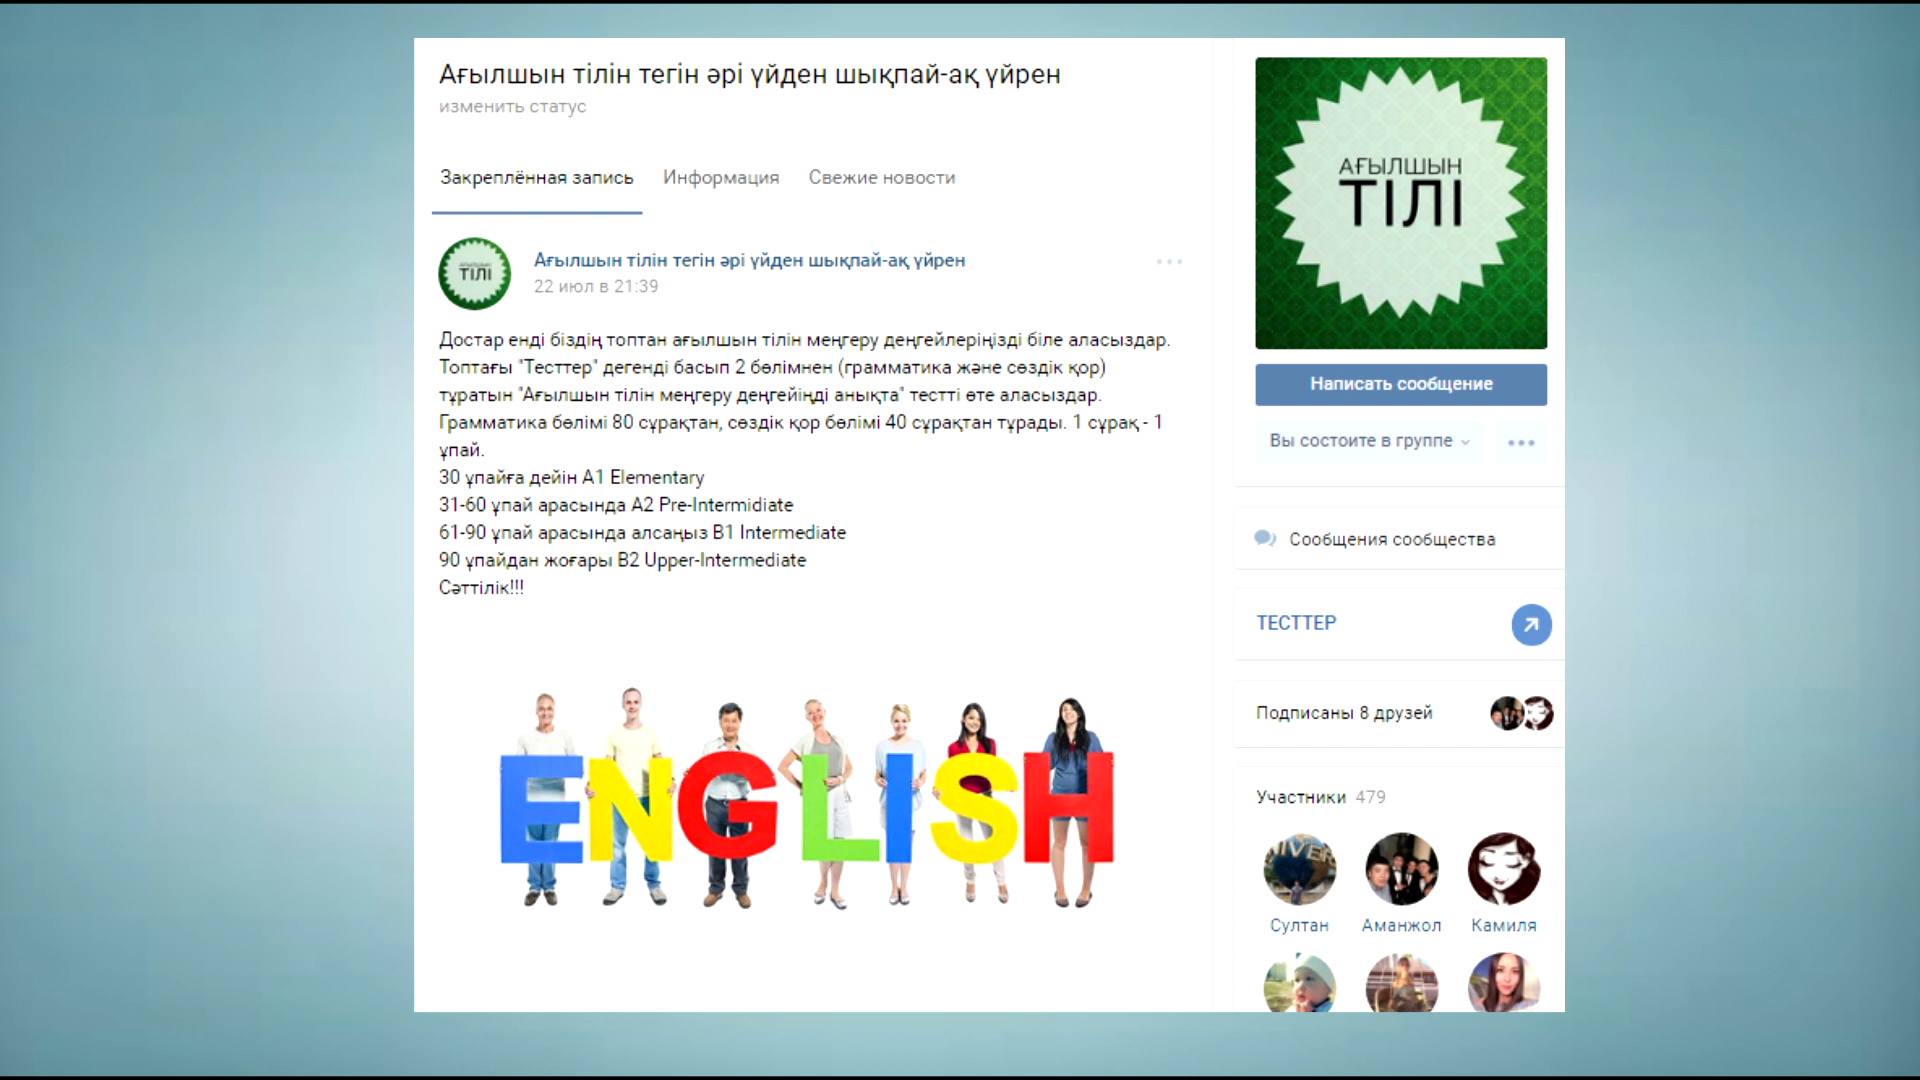 Ағылшын тілін тегін әрі үйден шықпай-ақ үйрен
изменить статус
Закреплённая запись Информация Свежие новости
АҒЫЛШЫН
ТІЛІ
Ағылшын тілін тегін әрі үйден шықпай-ақ үйрен
22 июл в 21:39
Достар енді біздің топтан ағылшын тілін меңгеру деңгейлеріңізді біле аласыздар.
Топтағы "Тесттер" дегенді басып 2 бөлімнен (грамматика және сөздік қор)
тұратын "Ағылшын тілін меңгеру деңгейіңді анықта" тестті өте аласыздар.
Грамматика бөлімі 80 сұрақтан, сөздік қор бөлімі 40 сұрақтан тұрады. 1 сұрақ - 1
ұпай.
30 ұпайға дейін А1 Elementary
31-60 ұпай арасында А2 Pre-Intermidiate
61-90 ұпай арасында алсаңыз В1 Intermediate
90 ұпайдан жоғары В2 Upper-Intermediate
Сәттілік!!!
ENGLISH
АҒЫЛШЫН
ТІЛІ
Написать сообщение
Вы состоите в группе
Сообщения сообщества
ТЕСТТЕР
Подписаны 8 друзей
Участники 479
UNIVER
Султан Аманжол Камиля